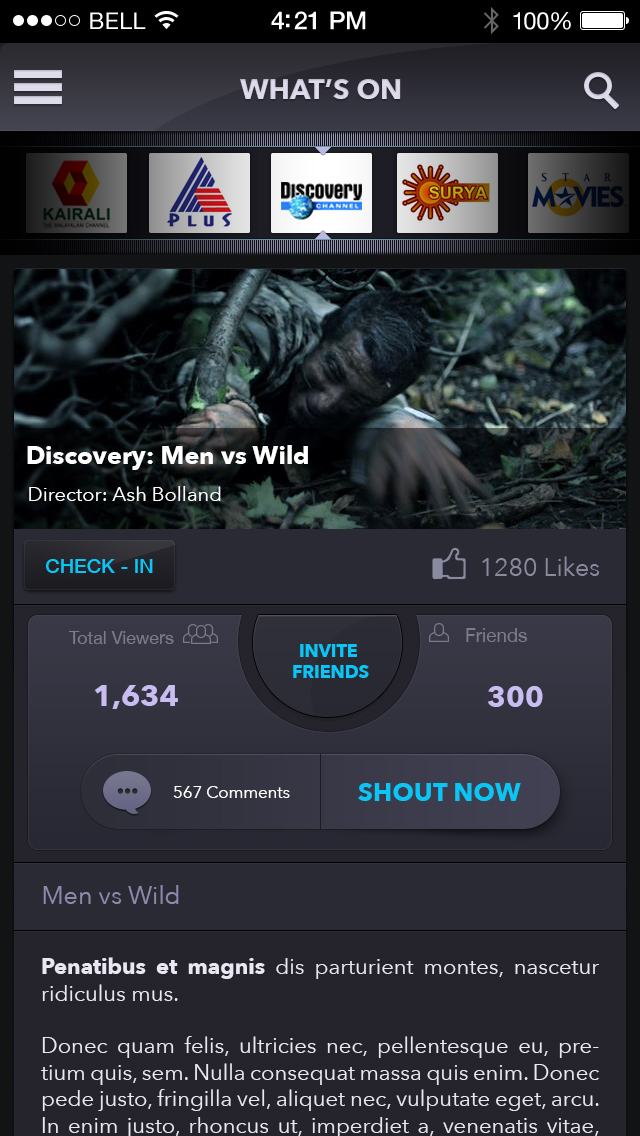 BELL 4:21 PM 100%
WHAT'S ON
KAIRALI
THE MALAYALAM CHANNEL
PLUS
Discovery
CHANNEL
SURYA
STAR
MOVIES
Discovery: Men vs Wild
Director: Ash Bolland
CHECK - IN
1280 Likes
Total Viewers
INVITE
FRIENDS
Friends
1,634
300
567 Comments
SHOUT NOW
Men vs Wild
Penatibus et magnis dis parturient montes, nascetur
ridiculus mus.
Donec quam felis, ultricies nec, pellentesque eu, pre-
tium quis, sem. Nulla consequat massa quis enim. Donec
pede justo, fringilla vel, aliquet nec, vulputate eget, arcu.
In enim justo, rhoncus ut, imperdiet a, venenatis vitae,